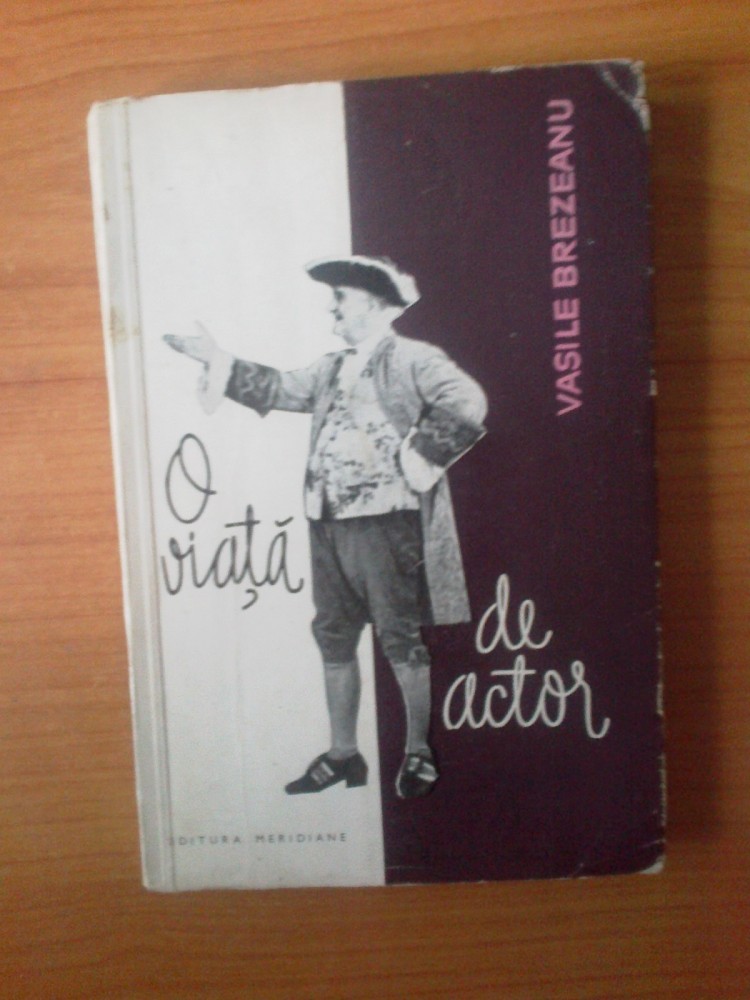 VASILE BREZEANU
O
viață
de
actor
EDITURA MERIDIANE